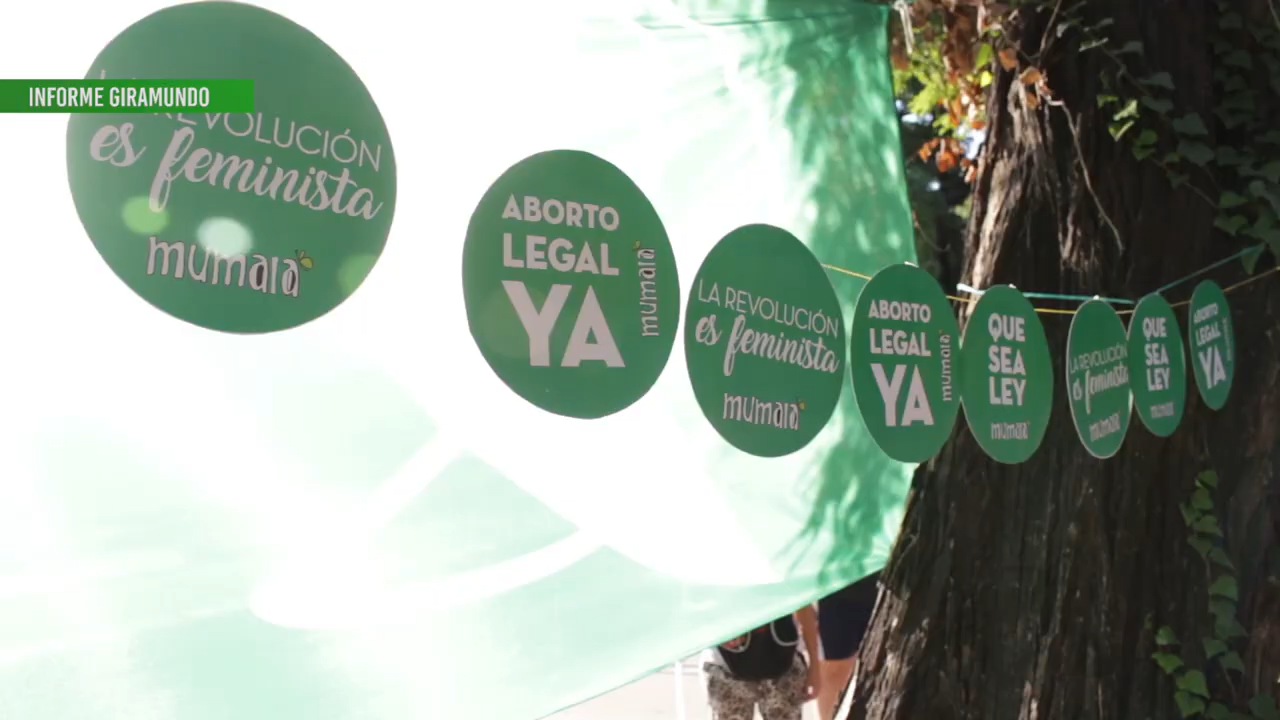 INFORME GIRAMUNDO
LA REVOLUCIÓN
es feminista
mumalá
ABORTO
LEGAL
YA
mumalá
LA REVOLUCIÓN
es feminista
mumalá
ABORTO
LEGAL
YA
mumalá
QUE
SEA
LEY
mumalá
LA REVOLUCIÓN
es feminista
mumalá
QUE
SEA
LEY
mumalá
ABORTO
LEGAL
YA